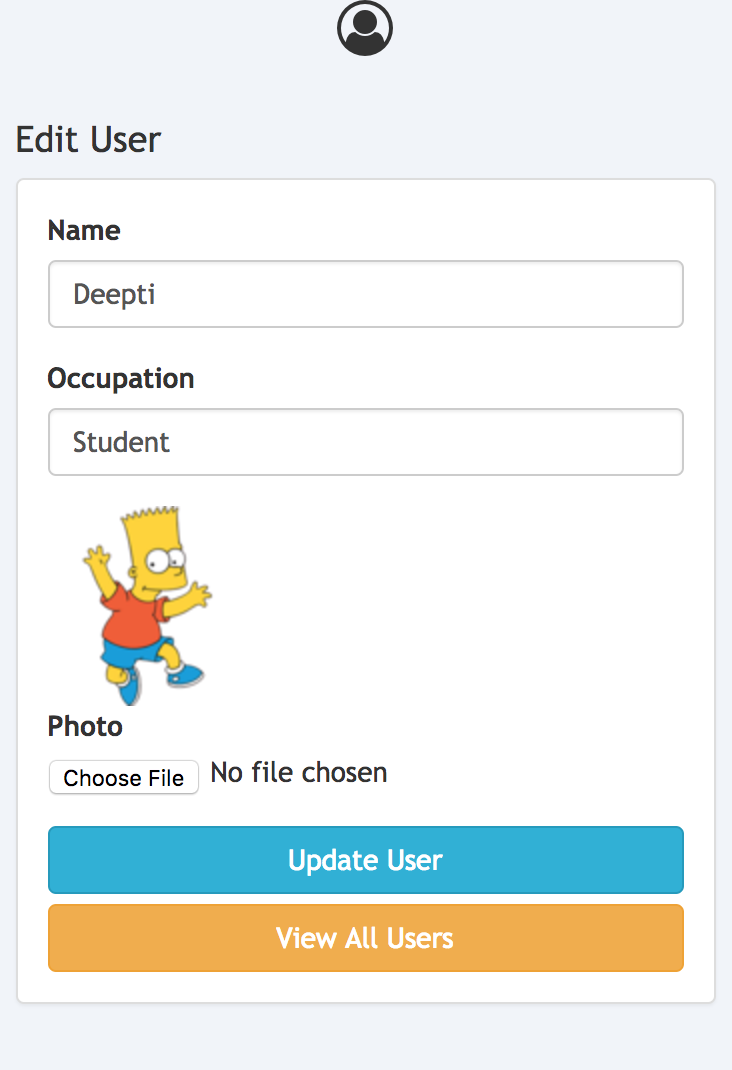 Edit User
Name
Deepti
Occupation
Student
Photo
Choose File No file chosen
Update User
View All Users